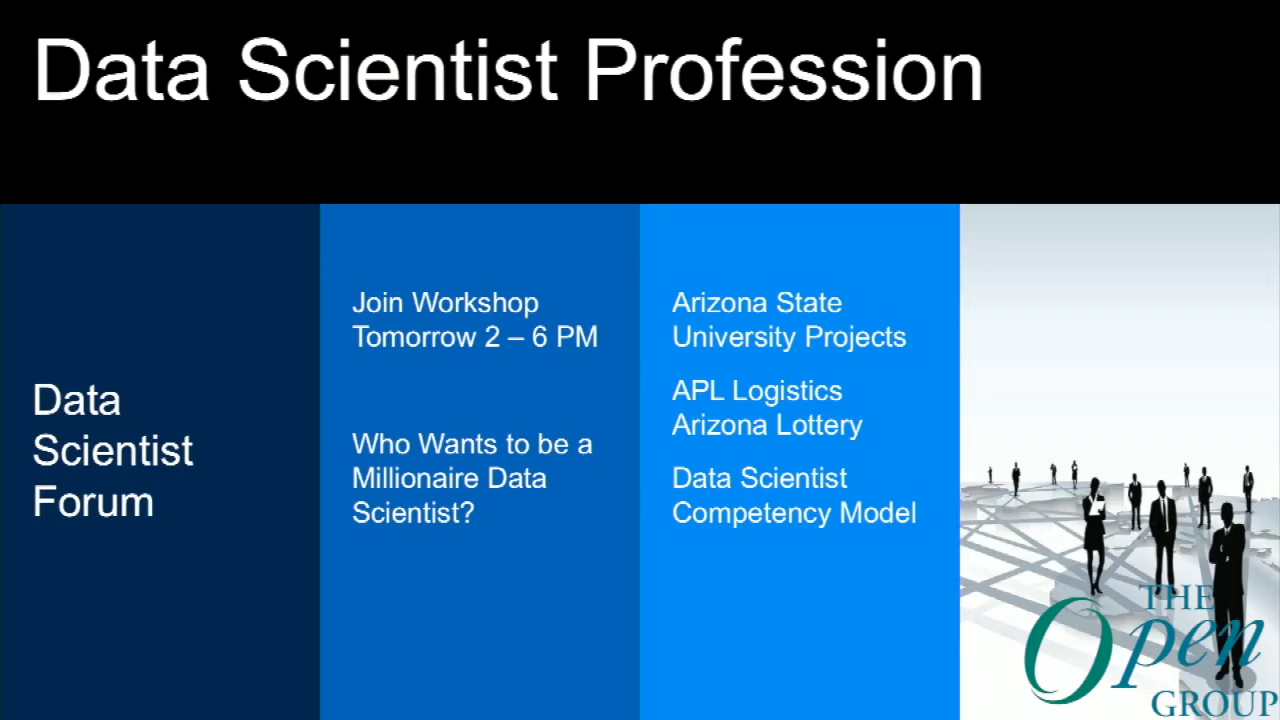 Data Scientist Profession
Data
Scientist
Forum
Join Workshop
Tomorrow 2 – 6 PM
Who Wants to be a
Millionaire Data
Scientist?
Arizona State
University Projects
APL Logistics
Arizona Lottery
Data Scientist
Competency Model
THE
Open
GROUP